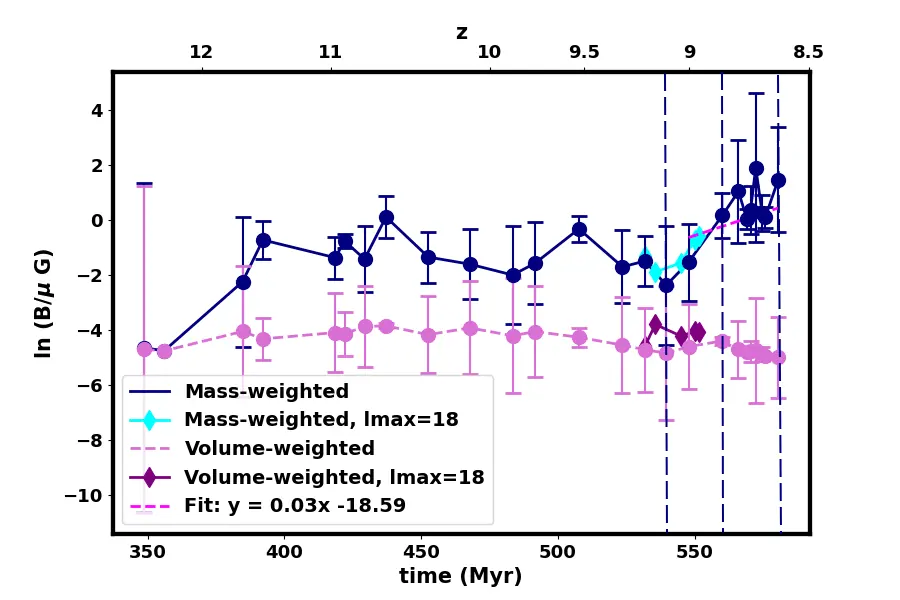 z
12 11 10 9.5 9 8.5
4
2
0
−2
−4
−6
−8
−10
ln (B/μ G)
Mass-weighted
Mass-weighted, lmax=18
Volume-weighted
Volume-weighted, lmax=18
Fit: y = 0.03x -18.59
350 400 450 500 550
time (Myr)